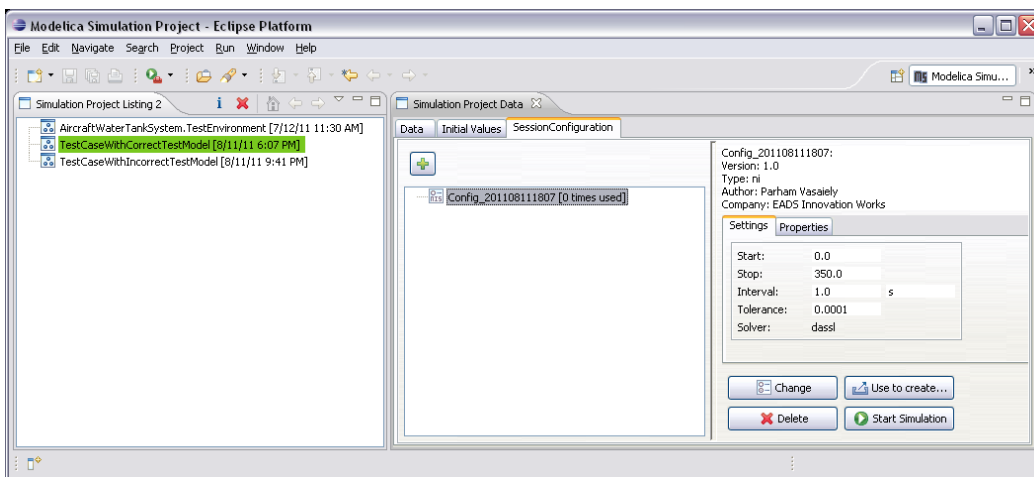 Modelica Simulation Project - Eclipse Platform
File Edit Navigate Search Project Run Window Help
Modelica Simu...
Simulation Project Listing 2
AircraftWaterTankSystem.TestEnvironment [7/12/11 11:30 AM]
TestCaseWithCorrectTestModel [8/11/11 6:07 PM]
TestCaseWithIncorrectTestModel [8/11/11 9:41 PM]
Simulation Project Data
Data Initial Values SessionConfiguration
Config_201108111807 [0 times used]
Config_201108111807:
Version: 1.0
Type: ni
Author: Parham Vasaiely
Company: EADS Innovation Works
Settings Properties
Start: 0.0
Stop: 350.0
Interval: 1.0 s
Tolerance: 0.0001
Solver: dassl
Change Use to create...
Delete Start Simulation